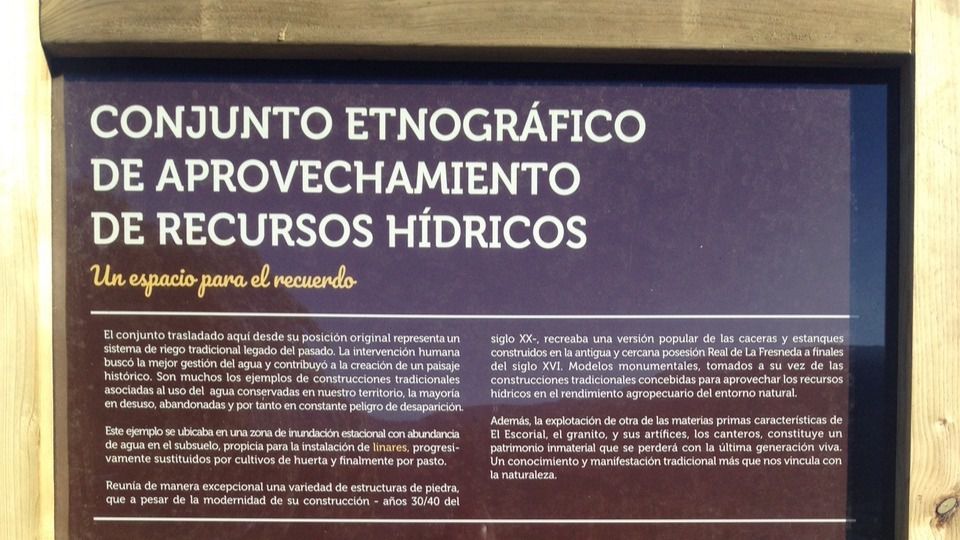 CONJUNTO ETNOGRÁFICO
DE APROVECHAMIENTO
DE RECURSOS HÍDRICOS
Un espacio para el recuerdo
El conjunto trasladado aquí desde su posición original representa un
sistema de riego tradicional legado del pasado. La intervención humana
buscó la mejor gestión del agua y contribuyó a la creación de un paisaje
histórico. Son muchos los ejemplos de construcciones tradicionales
asociadas al uso del agua conservadas en nuestro territorio, la mayoría
en desuso, abandonadas y por tanto en constante peligro de desaparición.
Este ejemplo se ubicaba en una zona de inundación estacional con abundancia
de agua en el subsuelo, propicia para la instalación de linares, progresi-
vamente sustituidos por cultivos de huerta y finalmente por pasto.
Reunía de manera excepcional una variedad de estructuras de piedra,
que a pesar de la modernidad de su construcción - años 30/40 del
siglo XX-, recreaba una versión popular de las caceras y estanques
construidos en la antigua y cercana posesión Real de La Fresneda a finales
del siglo XVI. Modelos monumentales, tomados a su vez de las
construcciones tradicionales concebidas para aprovechar los recursos
hídricos en el rendimiento agropecuario del entorno natural.
Además, la explotación de otra de las materias primas características de
El Escorial, el granito, y sus artífices, los canteros, constituye un
patrimonio inmaterial que se perderá con la última generación viva.
Un conocimiento y manifestación tradicional más que nos vincula con
la naturaleza.